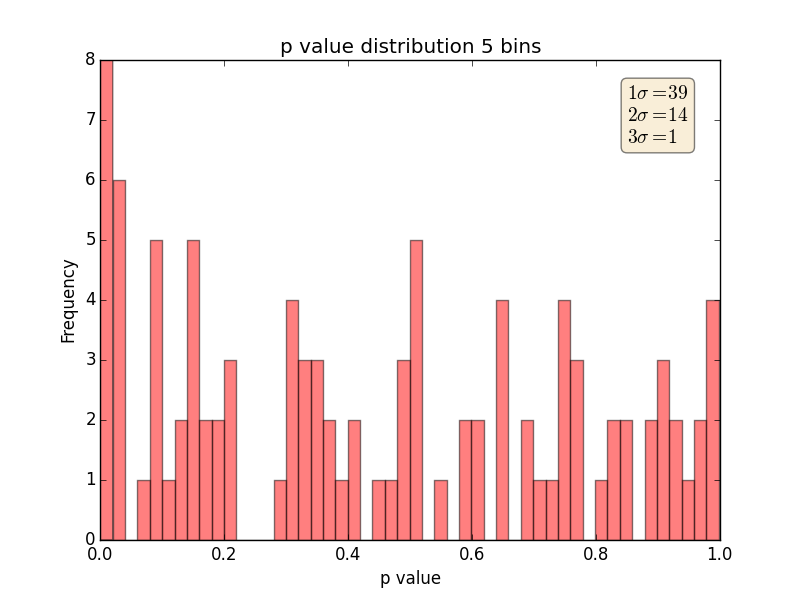 p value distribution 5 bins
1σ =39
2σ =14
3σ =1
8
7
6
5
4
3
2
1
0
Frequency
0.0 0.2 0.4 0.6 0.8 1.0
p value